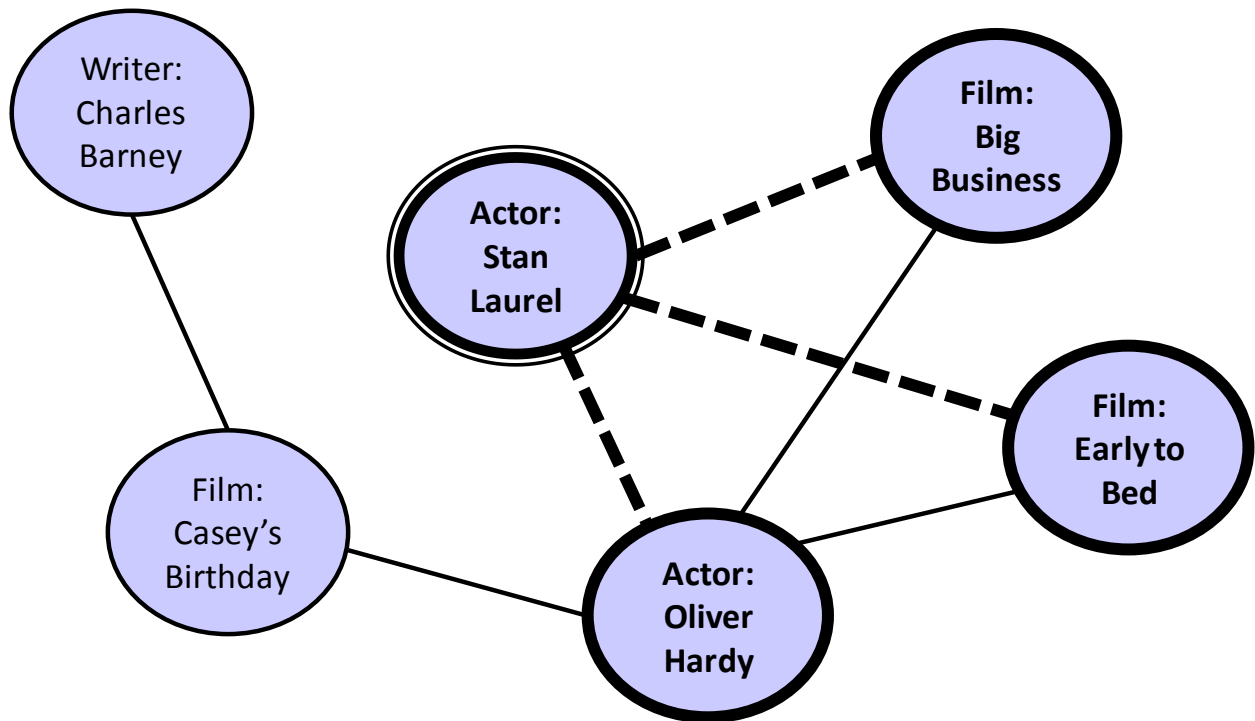 Writer:
Charles
Barney
Film:
Big
Business
Actor:
Stan
Laurel
Film:
Early to
Bed
Film:
Casey’s
Birthday
Actor:
Oliver
Hardy